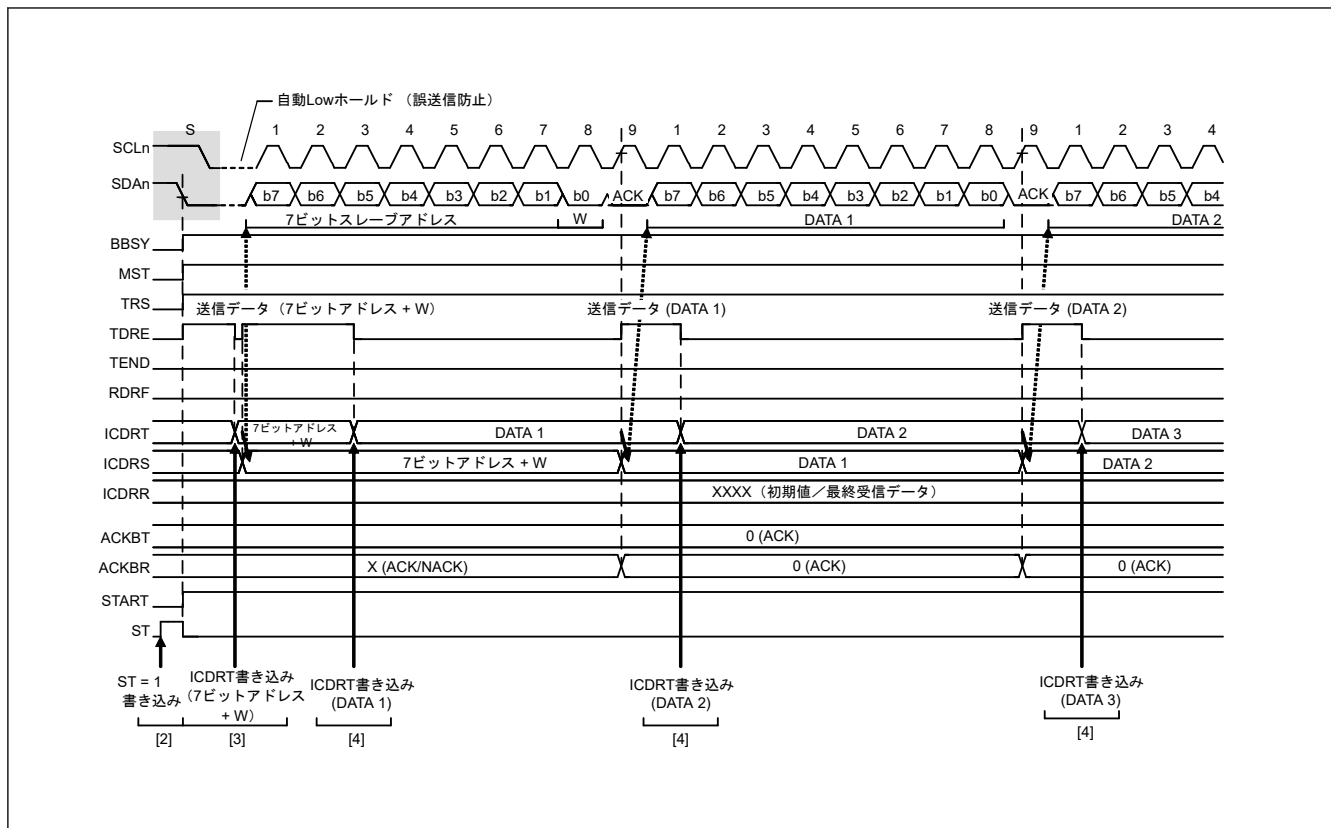 自動Lowホールド （誤送信防止）
S 1 2 3 4 5 6 7 8 9 1 2 3 4 5 6 7 8 9 1 2 3 4
SCLn
SDAn b7 b6 b5 b4 b3 b2 b1 b0 ACK b7 b6 b5 b4 b3 b2 b1 b0 ACK b7 b6 b5 b4
7ビットスレーブアドレス W DATA 1 DATA 2
BBSY
MST
TRS
送信データ（7ビットアドレス + W） 送信データ (DATA 1) 送信データ (DATA 2)
TDRE
TEND
RDRF
ICDRT 7ビットアドレス + W DATA 1 DATA 2 DATA 3
ICDRS 7ビットアドレス + W DATA 1 DATA 2
ICDRR XXXX（初期値／最終受信データ）
ACKBT 0 (ACK)
ACKBR X (ACK/NACK) 0 (ACK) 0 (ACK)
START
ST
ST = 1
書き込み
[2]
ICDRT書き込み
（7ビットアドレス
+ W）
[3]
ICDRT書き込み
(DATA 1)
[4]
ICDRT書き込み
(DATA 2)
[4]
ICDRT書き込み
(DATA 3)
[4]